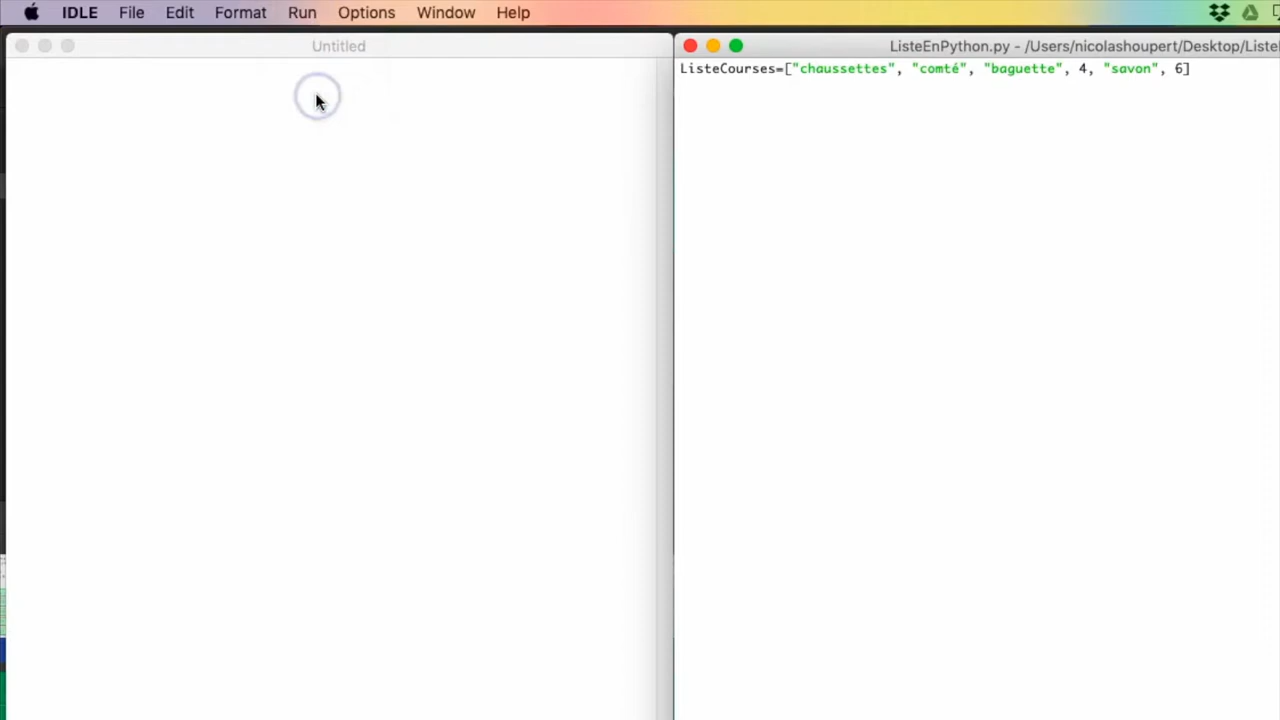 IDLE File Edit Format Run Options Window Help
Untitled
ListeEnPython.py - /Users/nicolashoupert/Desktop/Liste
ListeCourses=["chaussettes", "comté", "baguette", 4, "savon", 6]